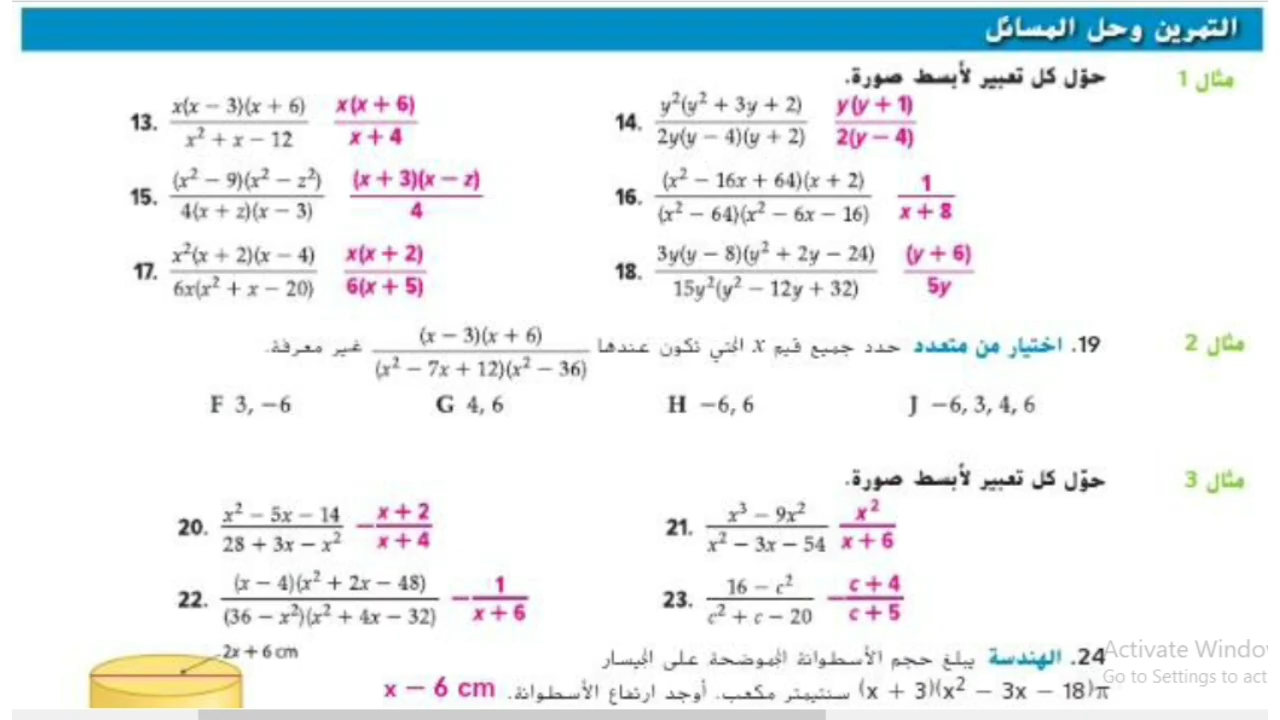 التمرين وحل المسائل
مثال 1 حوّل كل تعبير لأبسط صورة.
13. x(x − 3)(x + 6) / x² + x − 12 x(x + 6) / x + 4
14. y²(y² + 3y + 2) / 2y(y − 4)(y + 2) y(y + 1) / 2(y − 4)
15. (x² − 9)(x² − z²) / 4(x + z)(x − 3) (x + 3)(x − z) / 4
16. (x² − 16x + 64)(x + 2) / (x² − 64)(x² − 6x − 16) 1 / x + 8
17. x²(x + 2)(x − 4) / 6x(x² + x − 20) x(x + 2) / 6(x + 5)
18. 3y(y − 8)(y² + 2y − 24) / 15y²(y² − 12y + 32) (y + 6) / 5y
مثال 2 19. اختيار من متعدد حدد جميع قيم x التي تكون عندها (x − 3)(x + 6) / (x² − 7x + 12)(x² − 36) غير معرفة.
F 3, −6 G 4, 6 H −6, 6 J −6, 3, 4, 6
مثال 3 حوّل كل تعبير لأبسط صورة.
20. x² − 5x − 14 / 28 + 3x − x² − x + 2 / x + 4
21. x³ − 9x² / x² − 3x − 54 x² / x + 6
22. (x − 4)(x² + 2x − 48) / (36 − x²)(x² + 4x − 32) − 1 / x + 6
23. 16 − c² / c² + c − 20 − c + 4 / c + 5
2x + 6 cm
24. الهندسة يبلغ حجم الأسطوانة الموضحة على اليسار
(x + 3)(x² − 3x − 18)π سنتيمتر مكعب. أوجد ارتفاع الأسطوانة. x − 6 cm
Activate Windo
Go to Settings to act